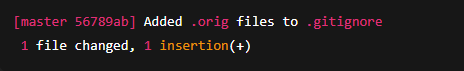 [master 56789ab] Added .orig files to .gitignore
1 file changed, 1 insertion(+)